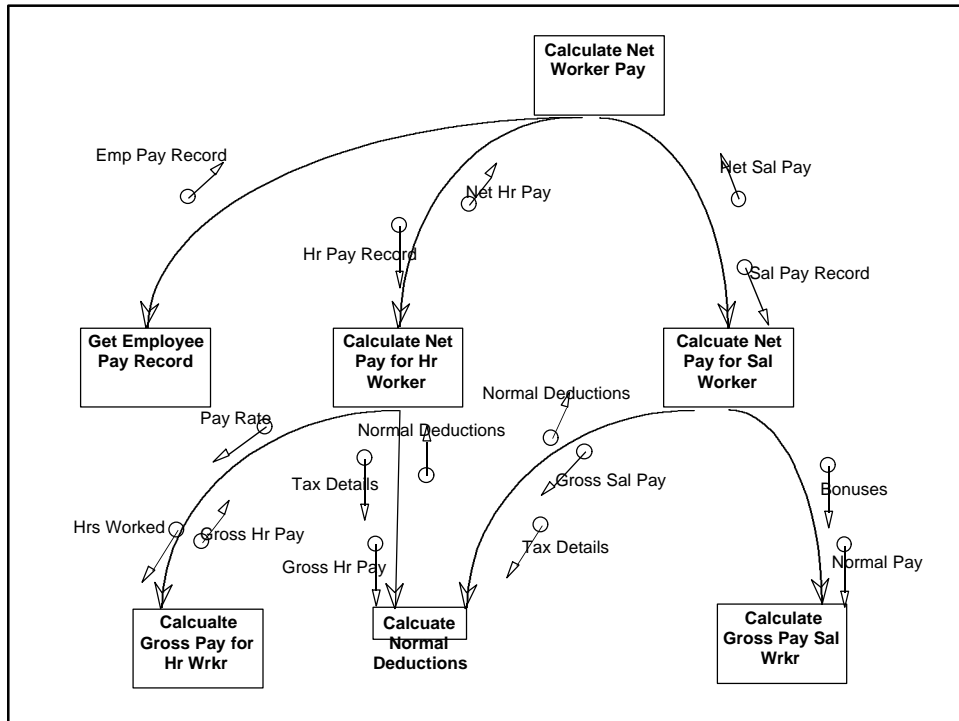 Calculate Net
Worker Pay
Emp Pay Record
Net Hr Pay
Net Sal Pay
Hr Pay Record
Sal Pay Record
Get Employee
Pay Record
Calculate Net
Pay for Hr
Worker
Calcuate Net
Pay for Sal
Worker
Pay Rate
Normal Deductions
Normal Deductions
Tax Details
Gross Sal Pay
Bonuses
Hrs Worked
Gross Hr Pay
Tax Details
Normal Pay
Gross Hr Pay
Calcualte
Gross Pay for
Hr Wrkr
Calcuate
Normal
Deductions
Calculate
Gross Pay Sal
Wrkr